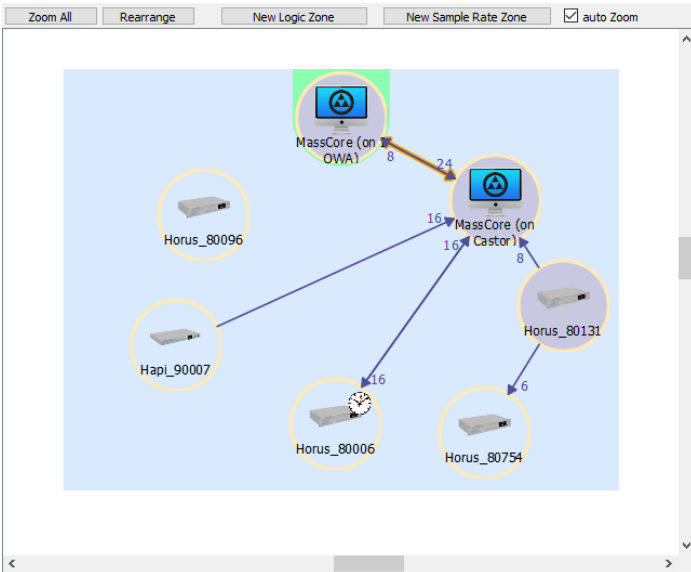 Zoom All
Rearrange
New Logic Zone
New Sample Rate Zone
auto Zoom
MassCore (on
OWA)
8
24
MassCore (on
Castor)
16
16
8
Horus_80096
Horus_80131
Hapi_90007
16
6
Horus_80006
Horus_80754